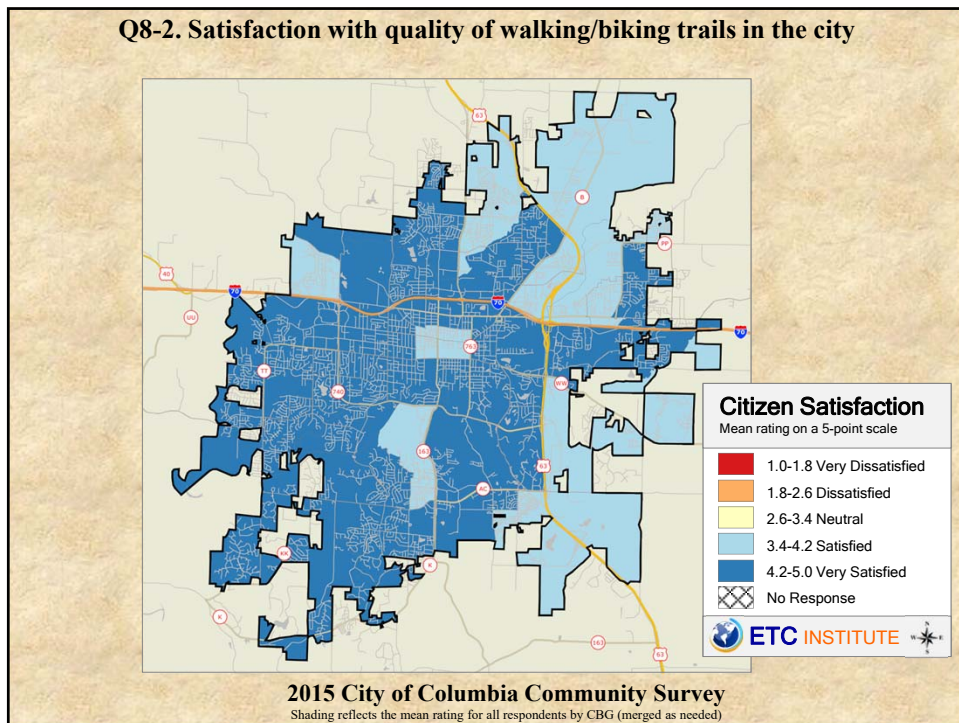 Q8-2. Satisfaction with quality of walking/biking trails in the city
63
B
PP
40
70
70
UU
763
TT
740
WW
70
163
63
AC
KK
K
K
163
63
Citizen Satisfaction
Mean rating on a 5-point scale
1.0-1.8 Very Dissatisfied
1.8-2.6 Dissatisfied
2.6-3.4 Neutral
3.4-4.2 Satisfied
4.2-5.0 Very Satisfied
No Response
ETC INSTITUTE
N
W E
S
2015 City of Columbia Community Survey
Shading reflects the mean rating for all respondents by CBG (merged as needed)